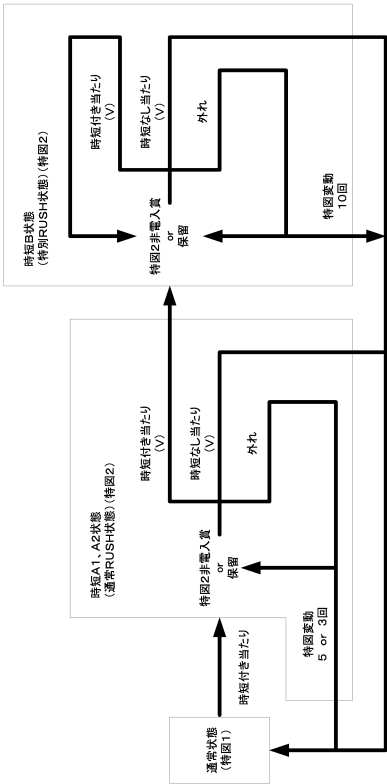 通常状態
(特図1)
時短付き当たり
時短A1、A2状態
(通常RUSH状態)(特図2)
特図2非電入賞
or
保留
時短付き当たり
(V)
時短なし当たり
(V)
外れ
特図変動
5 or 3回
時短B状態
(特別RUSH状態)(特図2)
特図2非電入賞
or
保留
時短付き当たり
(V)
時短なし当たり
(V)
外れ
特図変動
10回